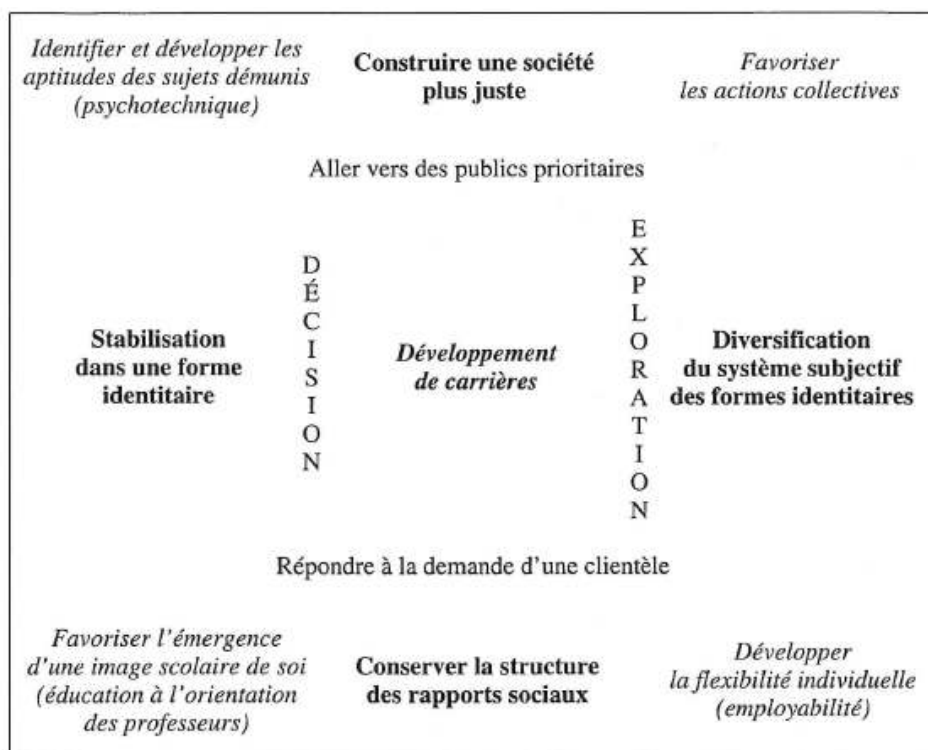 Identifier et développer les
aptitudes des sujets démunis
(psychotechnique)
Construire une société
plus juste
Favoriser
les actions collectives
Aller vers des publics prioritaires
Stabilisation
dans une forme
identitaire
DÉCISION
Développement
de carrières
EXPLORATION
Diversification
du système subjectif
des formes identitaires
Répondre à la demande d'une clientèle
Favoriser l'émergence
d'une image scolaire de soi
(éducation à l'orientation
des professeurs)
Conserver la structure
des rapports sociaux
Développer
la flexibilité individuelle
(employabilité)